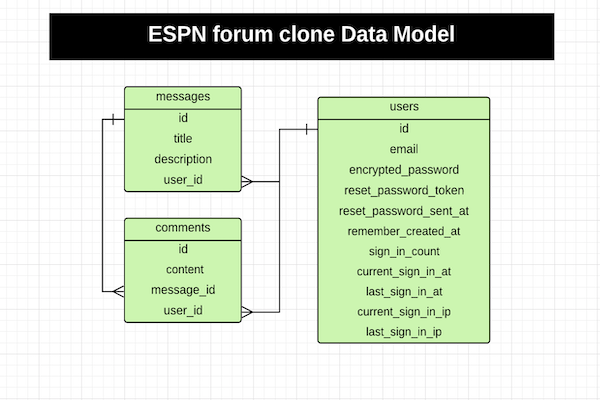 ESPN forum clone Data Model
messages
id
title
description
user_id
comments
id
content
message_id
user_id
users
id
email
encrypted_password
reset_password_token
reset_password_sent_at
remember_created_at
sign_in_count
current_sign_in_at
last_sign_in_at
current_sign_in_ip
last_sign_in_ip